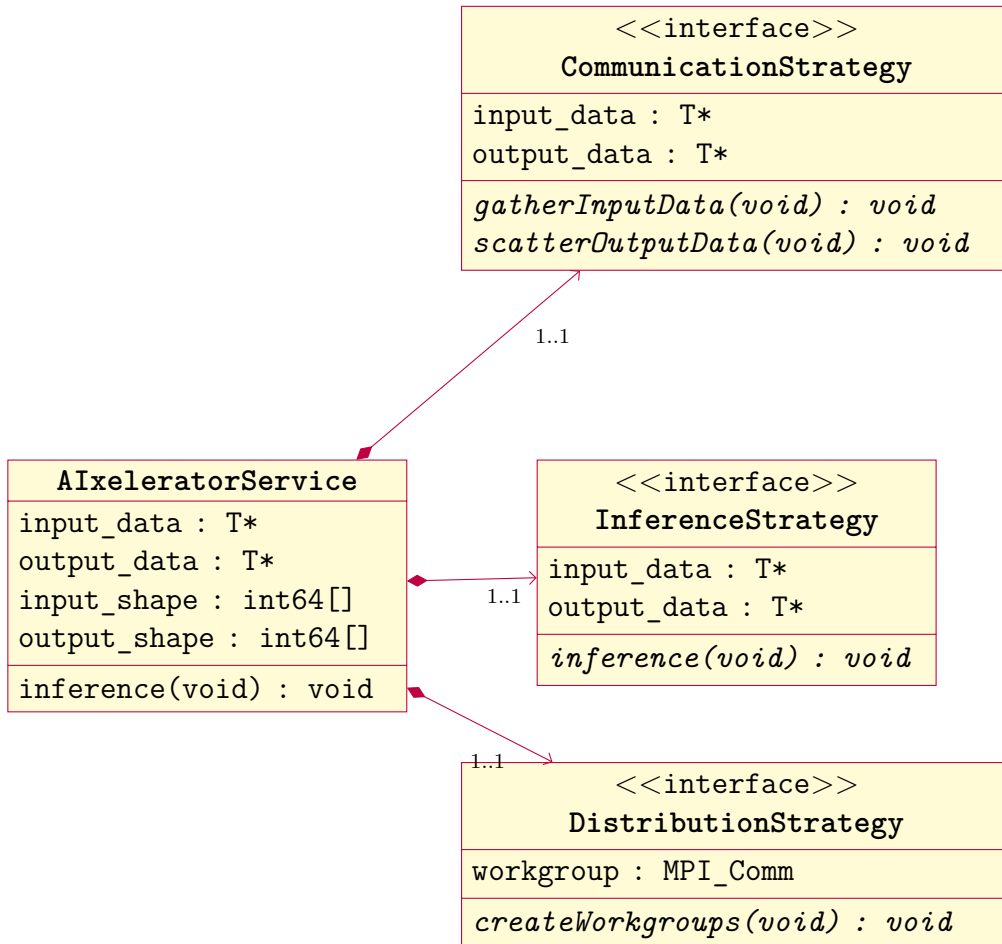 <<interface>>
CommunicationStrategy
input_data : T*
output_data : T*
gatherInputData(void) : void
scatterOutputData(void) : void
1..1
AIxeleratorService
input_data : T*
output_data : T*
input_shape : int64[]
output_shape : int64[]
inference(void) : void
1..1
<<interface>>
InferenceStrategy
input_data : T*
output_data : T*
inference(void) : void
1..1
<<interface>>
DistributionStrategy
workgroup : MPI_Comm
createWorkgroups(void) : void